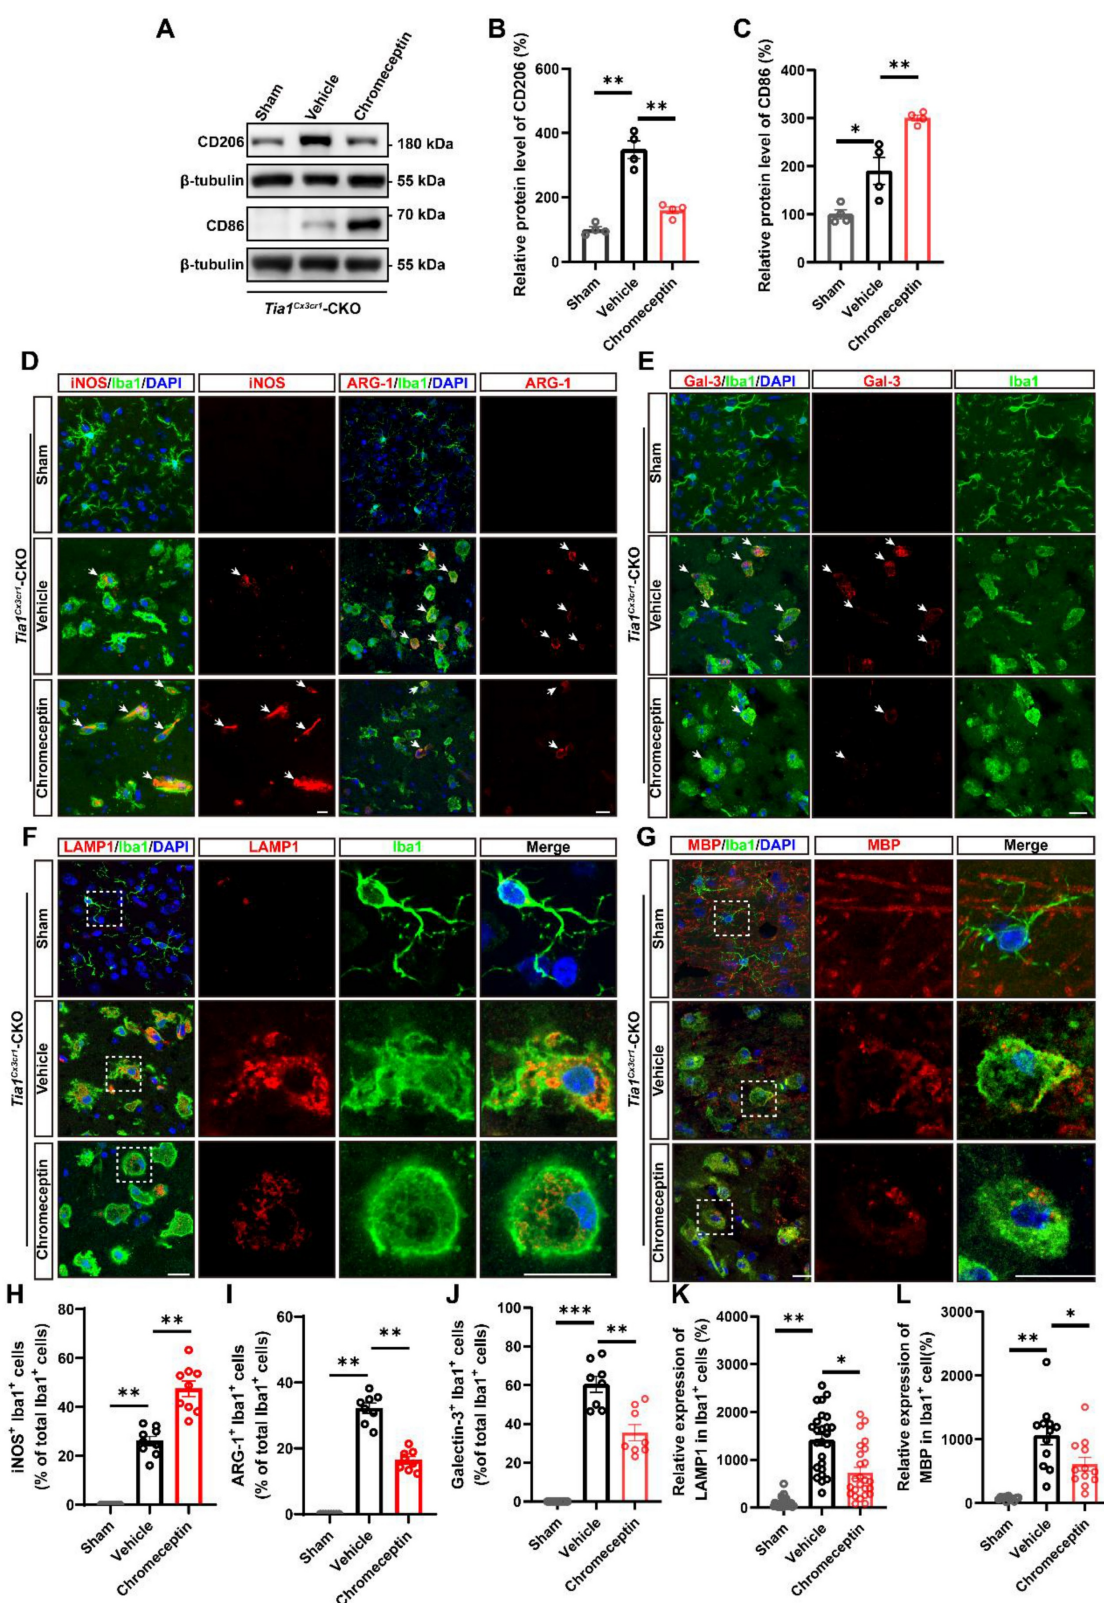 A
Sham
Vehicle
Chromeceptin
CD206
180 kDa
β-tubulin
55 kDa
70 kDa
CD86
β-tubulin
55 kDa
Tia1Cx3cr1-CKO
B
Relative protein level of CD206 (%)
600
400
200
0
**
**
Sham
Vehicle
Chromeceptin
C
Relative protein level of CD86 (%)
400
300
200
100
0
*
**
Sham
Vehicle
Chromeceptin
D
iNOS/Iba1/DAPI
iNOS
ARG-1/Iba1/DAPI
ARG-1
Sham
Vehicle
Chromeceptin
Tia1Cx3cr1-CKO
E
Gal-3/Iba1/DAPI
Gal-3
Iba1
Sham
Vehicle
Chromeceptin
Tia1Cx3cr1-CKO
F
LAMP1/Iba1/DAPI
LAMP1
Iba1
Merge
Sham
Vehicle
Chromeceptin
Tia1Cx3cr1-CKO
G
MBP/Iba1/DAPI
MBP
Merge
Sham
Vehicle
Chromeceptin
Tia1Cx3cr1-CKO
H
iNOS+ Iba1+ cells
(% of total Iba1+ cells)
80
60
40
20
0
**
**
Sham
Vehicle
Chromeceptin
I
ARG-1+ Iba1+ cells
(% of total Iba1+ cells)
60
40
20
0
**
**
Sham
Vehicle
Chromeceptin
J
Galectin-3+ Iba1+ cells
(%of total Iba1+ cells)
100
80
60
40
20
0
***
**
Sham
Vehicle
Chromeceptin
K
Relative expression of
LAMP1 in Iba1+ cells (%)
4000
3000
2000
1000
0
**
*
Sham
Vehicle
Chromeceptin
L
Relative expression of
MBP in Iba1+ cell(%)
3000
2000
1000
0
**
*
Sham
Vehicle
Chromeceptin